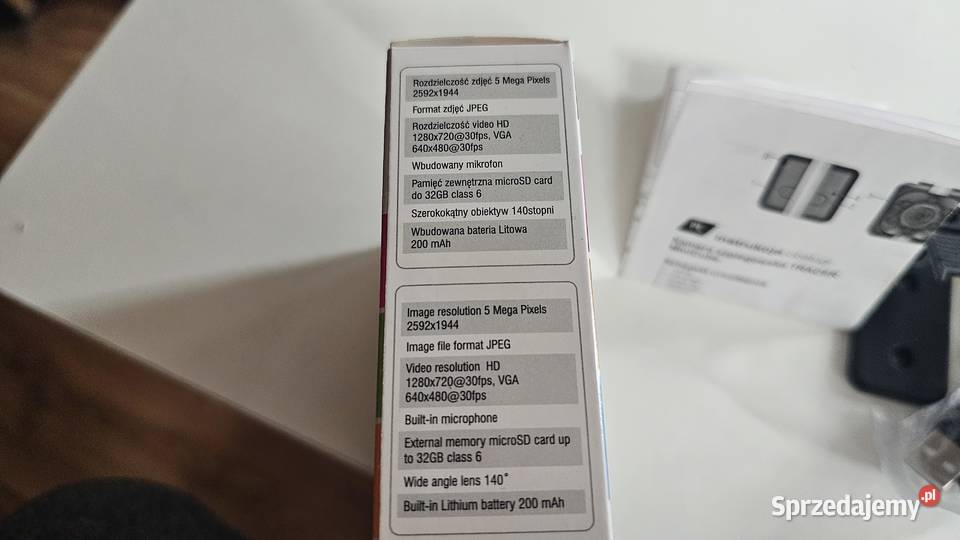 Rozdzielczość zdjęć 5 Mega Pixels
2592x1944
Format zdjęć JPEG
Rozdzielczość video HD
1280x720@30fps, VGA
640x480@30fps
Wbudowany mikrofon
Pamięć zewnętrzna microSD card
do 32GB class 6
Szerokokątny obiektyw 140stopni
Wbudowana bateria Litowa
200 mAh
Image resolution 5 Mega Pixels
2592x1944
Image file format JPEG
Video resolution HD
1280x720@30fps, VGA
640x480@30fps
Built-in microphone
External memory microSD card up
to 32GB class 6
Wide angle lens 140°
Built-in Lithium battery 200 mAh
Sprzedajemy.pl